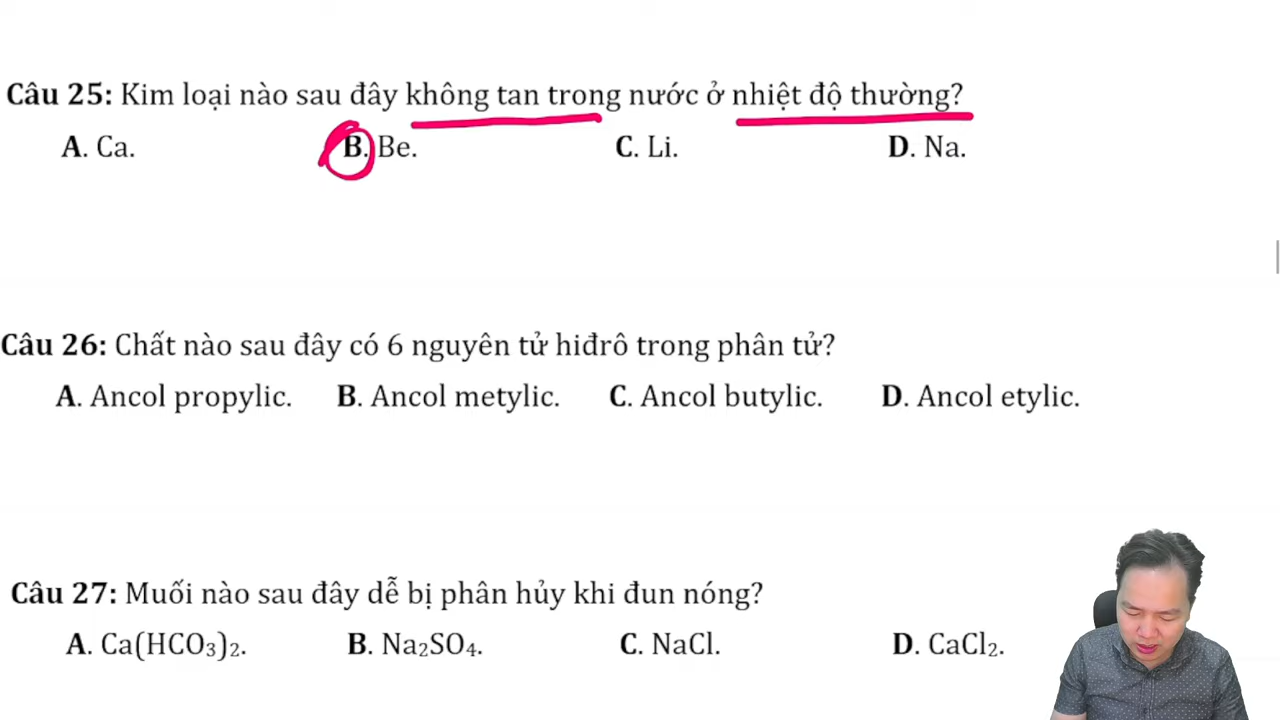 Câu 25: Kim loại nào sau đây không tan trong nước ở nhiệt độ thường?
A. Ca. B. Be. C. Li. D. Na.
Câu 26: Chất nào sau đây có 6 nguyên tử hiđrô trong phân tử?
A. Ancol propylic. B. Ancol metylic. C. Ancol butylic. D. Ancol etylic.
Câu 27: Muối nào sau đây dễ bị phân hủy khi đun nóng?
A. Ca(HCO₃)₂. B. Na₂SO₄. C. NaCl. D. CaCl₂.